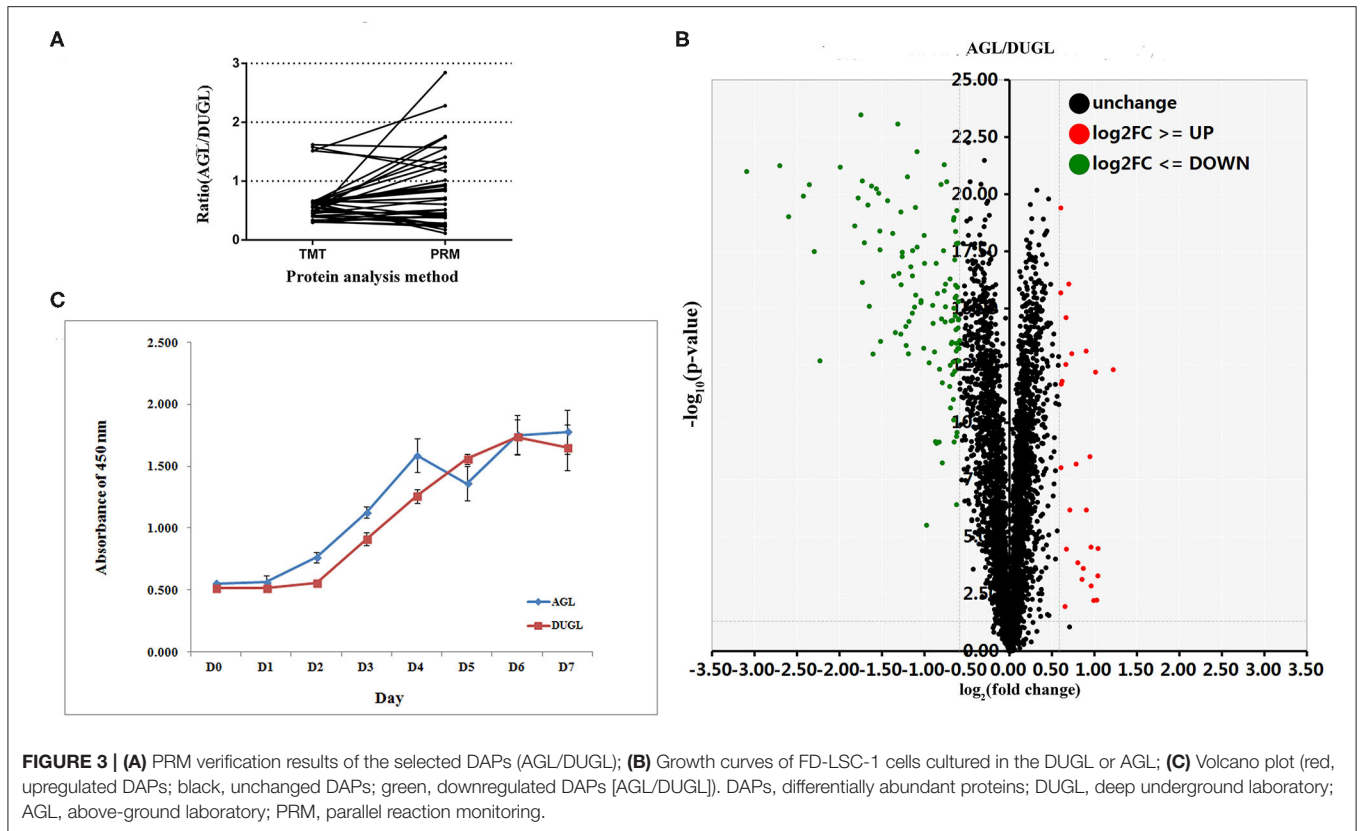 A
3
2
1
0
Ratio(AGL/DUGL)
TMT PRM
Protein analysis method
B
AGL/DUGL
25.00
22.50
20.00
17.50
5.00
2.50
0.00
-log10(p-value)
unchange
log2FC >= UP
log2FC <= DOWN
-3.50 -3.00 -2.50 -2.00 -1.50 -1.00 -0.50 0.00 0.50 1.00 1.50 2.00 2.50 3.00 3.50
log2(fold change)
C
2.500
2.000
1.500
1.000
0.500
0.000
Absorbance of 450 nm
AGL
DUGL
D0 D1 D2 D3 D4 D5 D6 D7
Day
FIGURE 3 | (A) PRM verification results of the selected DAPs (AGL/DUGL); (B) Growth curves of FD-LSC-1 cells cultured in the DUGL or AGL; (C) Volcano plot (red,
upregulated DAPs; black, unchanged DAPs; green, downregulated DAPs [AGL/DUGL]). DAPs, differentially abundant proteins; DUGL, deep underground laboratory;
AGL, above-ground laboratory; PRM, parallel reaction monitoring.